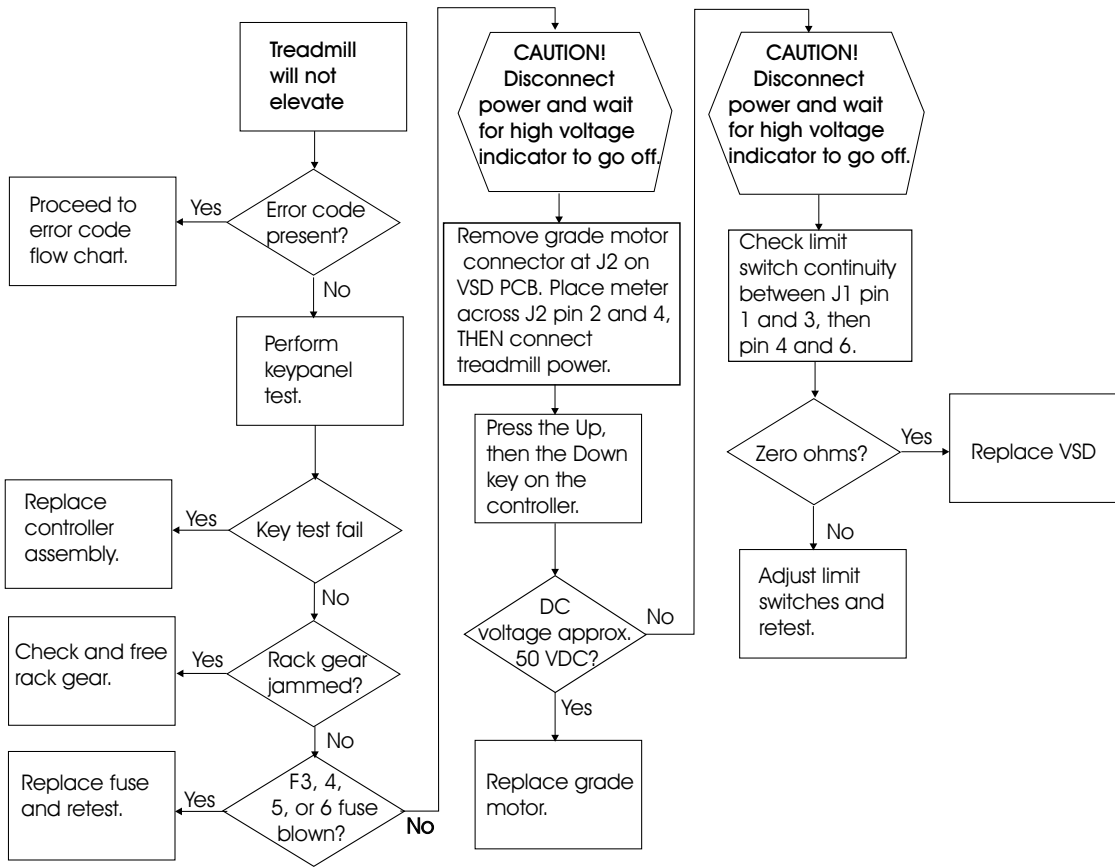 Treadmill
will not
elevate
Error code
present?
Yes
Proceed to
error code
flow chart.
No
Perform
keypanel
test.
Key test fail
Yes
Replace
controller
assembly.
No
Rack gear
jammed?
Yes
Check and free
rack gear.
No
F3, 4,
5, or 6 fuse
blown?
Yes
Replace fuse
and retest.
No
CAUTION!
Disconnect
power and wait
for high voltage
indicator to go off.
Remove grade motor
connector at J2 on
VSD PCB. Place meter
across J2 pin 2 and 4,
THEN connect
treadmill power.
Press the Up,
then the Down
key on the
controller.
DC
voltage approx.
50 VDC?
Yes
Replace grade
motor.
No
CAUTION!
Disconnect
power and wait
for high voltage
indicator to go off.
Check limit
switch continuity
between J1 pin
1 and 3, then
pin 4 and 6.
Zero ohms?
Yes
Replace VSD
No
Adjust limit
switches and
retest.